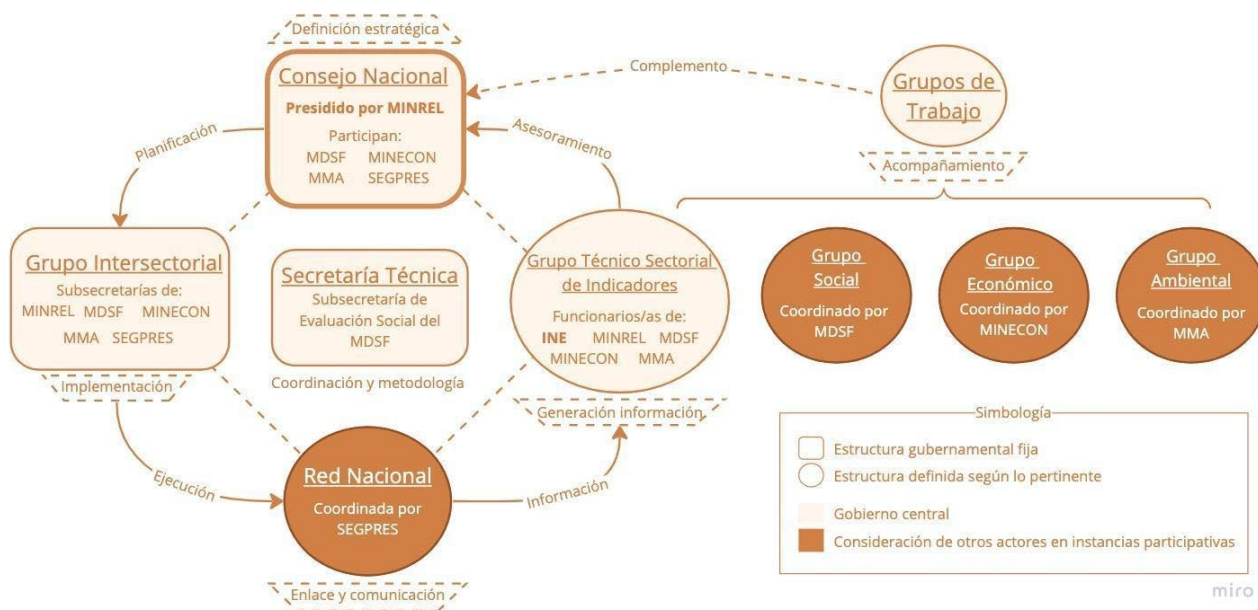 Definición estratégica
Consejo Nacional
Presidido por MINREL
Participan:
MDSF MINECON
MMA SEGPRES
Complemento
Grupos de
Trabajo
Acompañamiento
Planificación
Asesoramiento
Grupo Intersectorial
Subsecretarías de:
MINREL MDSF MINECON
MMA SEGPRES
Implementación
Secretaría Técnica
Subsecretaría de
Evaluación Social del
MDSF
Coordinación y metodología
Grupo Técnico Sectorial
de Indicadores
Funcionarios/as de:
INE MINREL MDSF
MINECON MMA
Generación información
Grupo
Social
Coordinado por
MDSF
Grupo
Económico
Coordinado por
MINECON
Grupo
Ambiental
Coordinado por
MMA
Ejecución
Red Nacional
Coordinada por
SEGPRES
Información
Enlace y comunicación
Simbología
Estructura gubernamental fija
Estructura definida según lo pertinente
Gobierno central
Consideración de otros actores en instancias participativas
miro